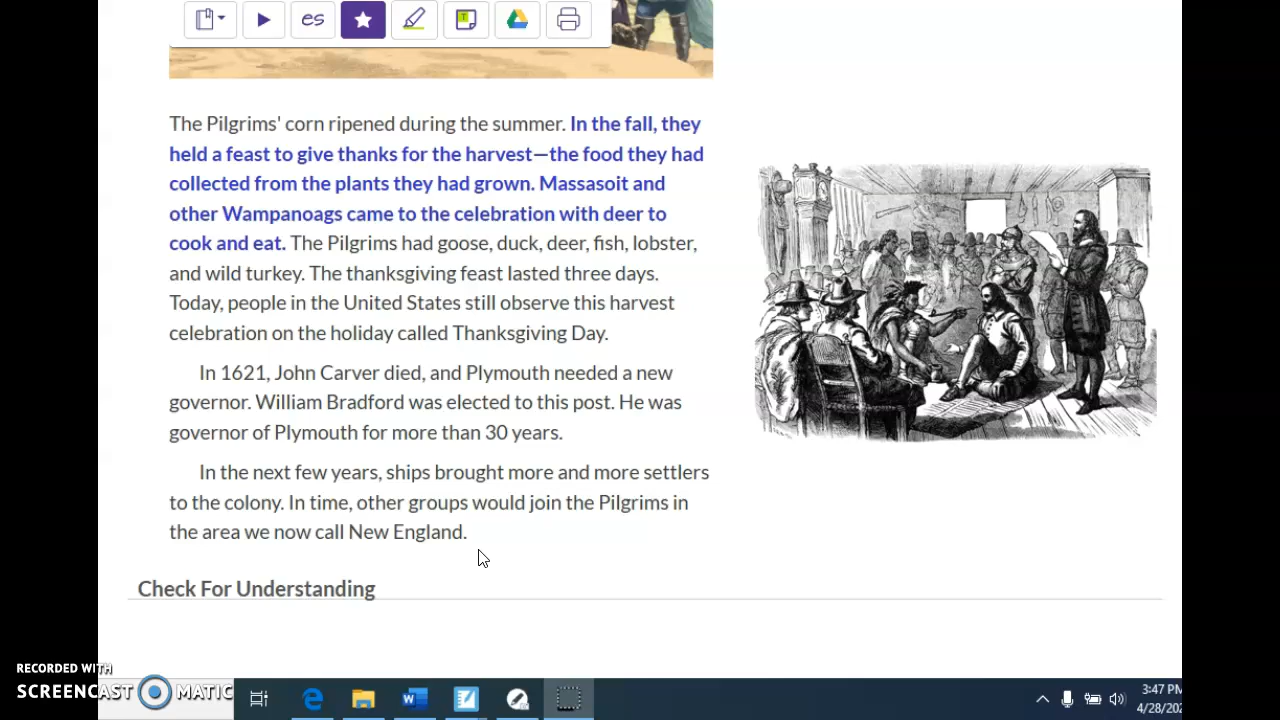 es
T
The Pilgrims' corn ripened during the summer. In the fall, they
held a feast to give thanks for the harvest—the food they had
collected from the plants they had grown. Massasoit and
other Wampanoags came to the celebration with deer to
cook and eat. The Pilgrims had goose, duck, deer, fish, lobster,
and wild turkey. The thanksgiving feast lasted three days.
Today, people in the United States still observe this harvest
celebration on the holiday called Thanksgiving Day.
In 1621, John Carver died, and Plymouth needed a new
governor. William Bradford was elected to this post. He was
governor of Plymouth for more than 30 years.
In the next few years, ships brought more and more settlers
to the colony. In time, other groups would join the Pilgrims in
the area we now call New England.
Check For Understanding
RECORDED WITH
SCREENCAST MATIC
3:47 PM
4/28/202